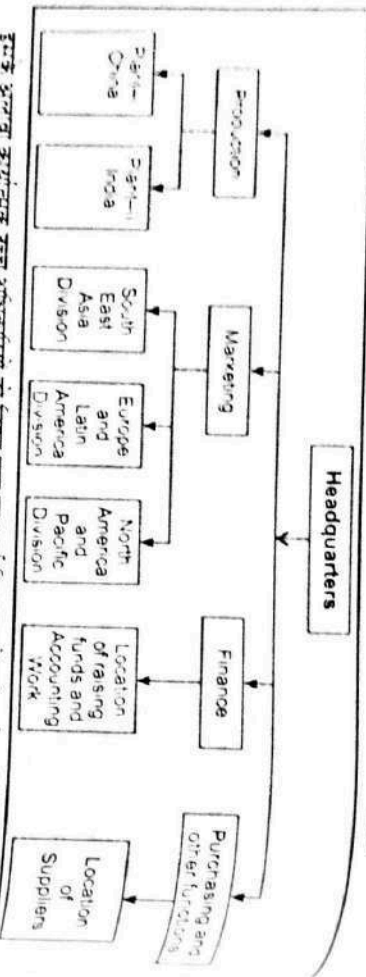 Headquarters
Production
Marketing
Finance
Purchasing and
other functions
Plant-I
China
Plant-II
India
South
East
Asia
Division
Europe
and
Latin
America
Division
North
America
and
Pacific
Division
Location
of raising
funds and
Accounting
Work
Location
of
Suppliers